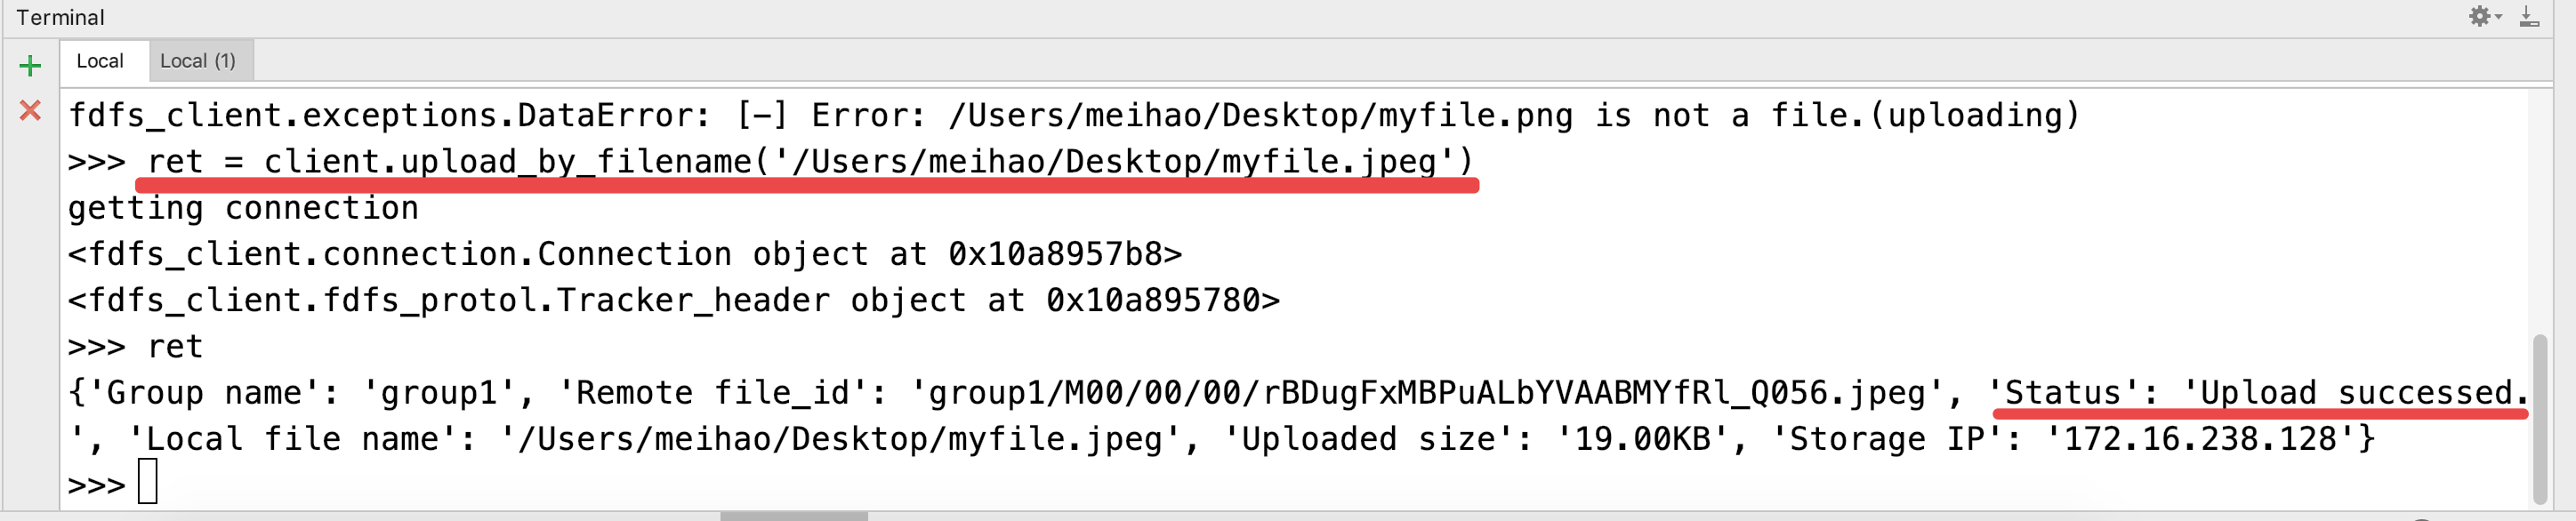 Terminal
Local Local (1)
fdfs_client.exceptions.DataError: [-] Error: /Users/meihao/Desktop/myfile.png is not a file.(uploading)
>>> ret = client.upload_by_filename('/Users/meihao/Desktop/myfile.jpeg')
getting connection
<fdfs_client.connection.Connection object at 0x10a8957b8>
<fdfs_client.fdfs_protol.Tracker_header object at 0x10a895780>
>>> ret
{'Group name': 'group1', 'Remote file_id': 'group1/M00/00/00/rBDugFxMBPuALbYVAABMYfRl_Q056.jpeg', 'Status': 'Upload successed.
', 'Local file name': '/Users/meihao/Desktop/myfile.jpeg', 'Uploaded size': '19.00KB', 'Storage IP': '172.16.238.128'}
>>>